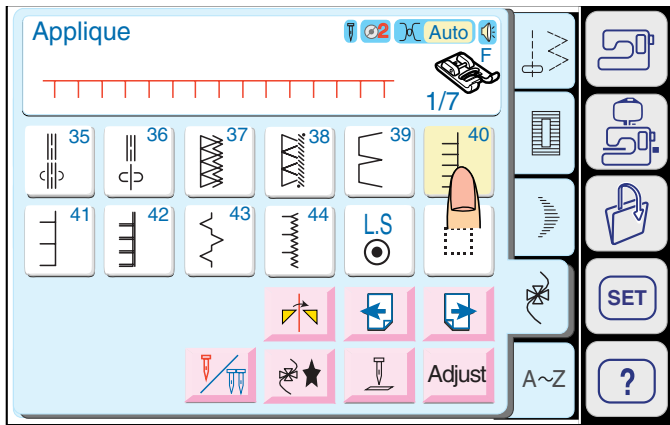 Applique
2 Auto
F
1/7
35 36 37 38 39 40
41 42 43 44 L.S
Adjust
A~Z
SET
?